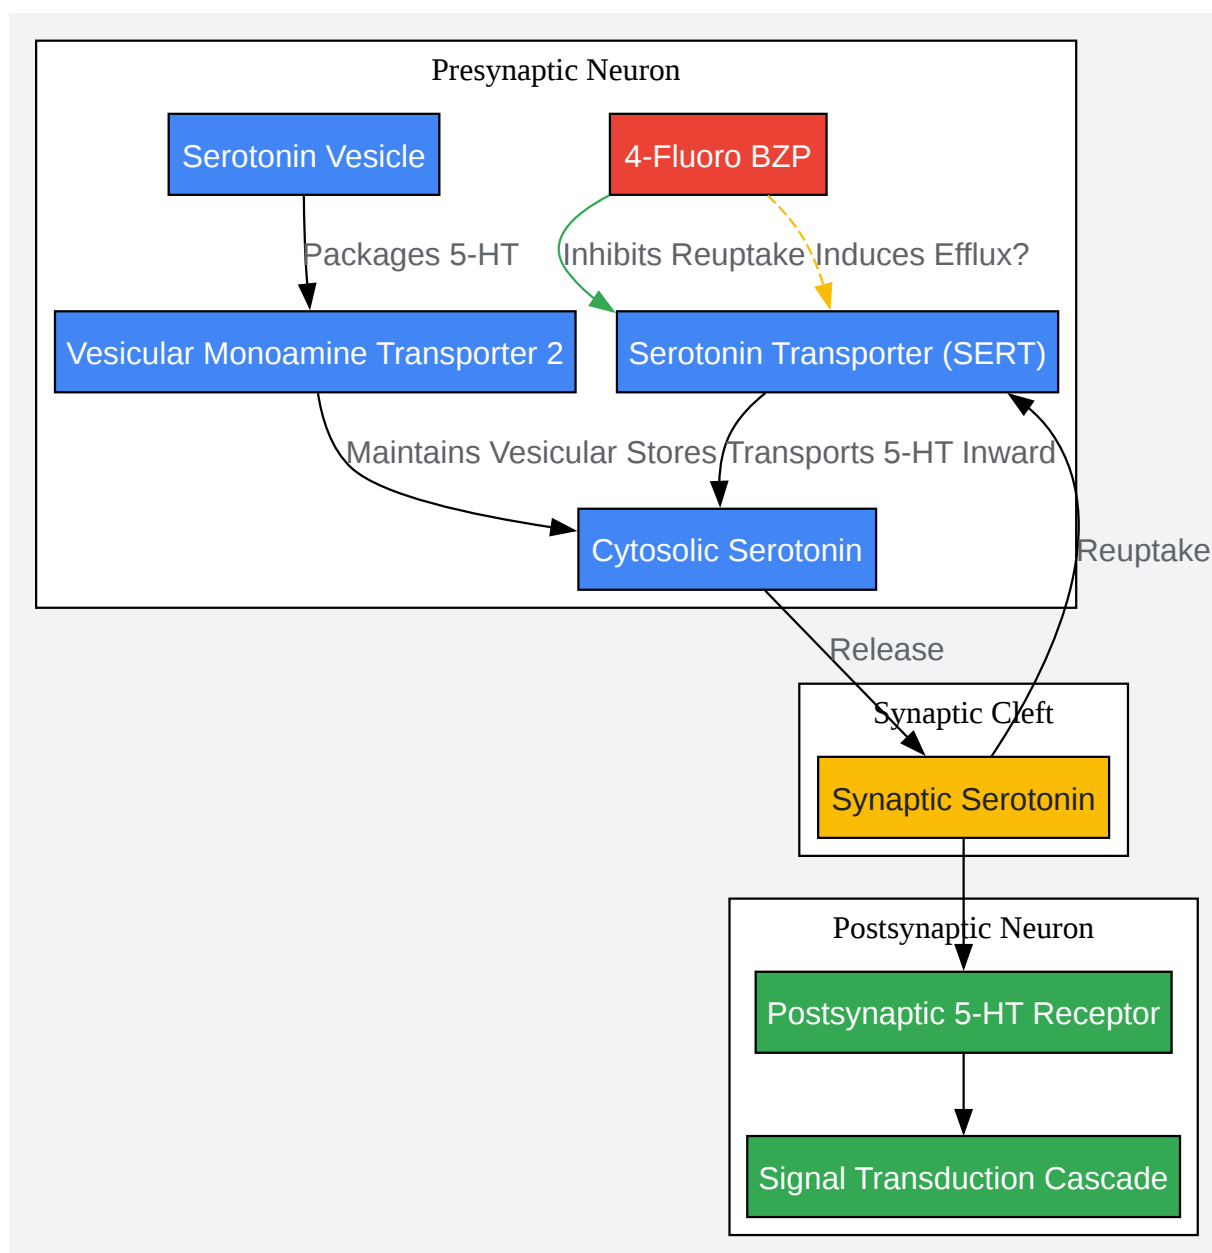 Presynaptic Neuron
Serotonin Vesicle
4-Fluoro BZP
Packages 5-HT
Inhibits Reuptake
Induces Efflux?
Vesicular Monoamine Transporter 2
Serotonin Transporter (SERT)
Maintains Vesicular Stores
Transports 5-HT Inward
Cytosolic Serotonin
Reuptake
Release
Synaptic Cleft
Synaptic Serotonin
Postsynaptic Neuron
Postsynaptic 5-HT Receptor
Signal Transduction Cascade